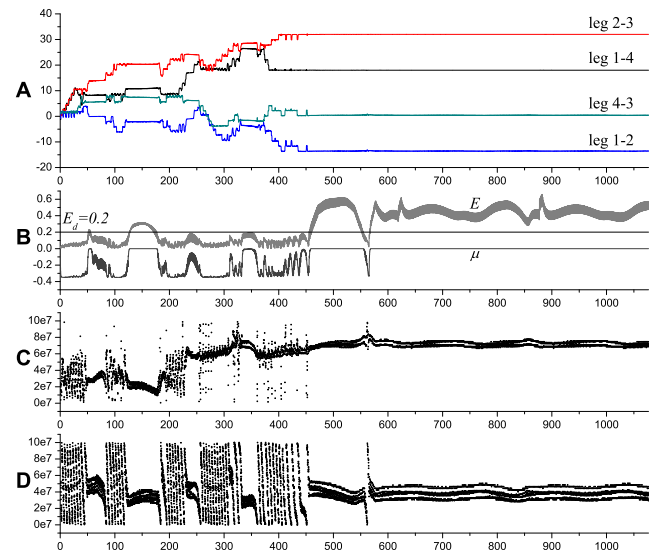 40
30
20
10
0
-10
-20
A
leg 2-3
leg 1-4
leg 4-3
leg 1-2
0 100 200 300 400 500 600 700 800 900 1000
0.6
0.4
0.2
0.0
-0.2
-0.4
B
E_d=0.2
E
μ
0 100 200 300 400 500 600 700 800 900 1000
10e7
8e7
6e7
4e7
2e7
0e7
C
0 100 200 300 400 500 600 700 800 900 1000
10e7
8e7
6e7
4e7
2e7
0e7
D
0 100 200 300 400 500 600 700 800 900 1000